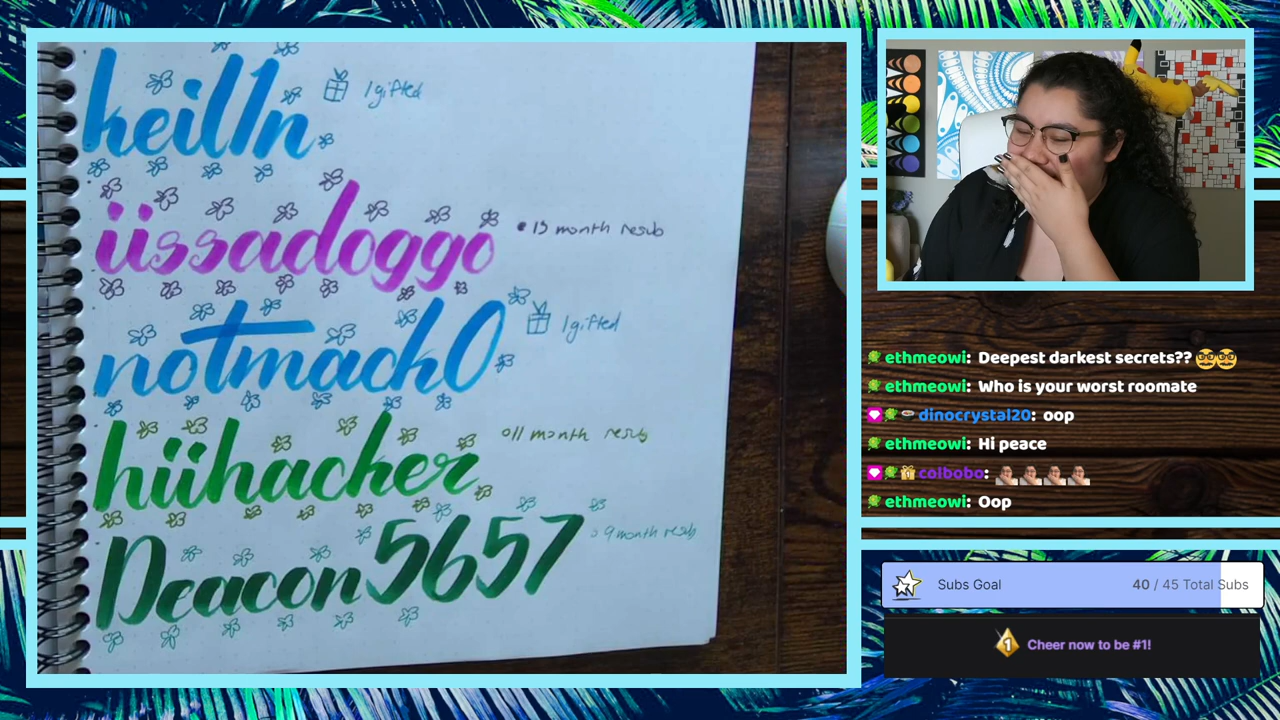 keil1n
1 gifted
iissadoggo
• 13 month resub
notmack0
1 gifted
hiihacker
11 month resub
Deacon5657
9 month resub
ethmeowi: Deepest darkest secrets??
ethmeowi: Who is your worst roomate
dinocrystal20: oop
ethmeowi: Hi peace
colbobo:
ethmeowi: Oop
Subs Goal 40 / 45 Total Subs
1 Cheer now to be #1!